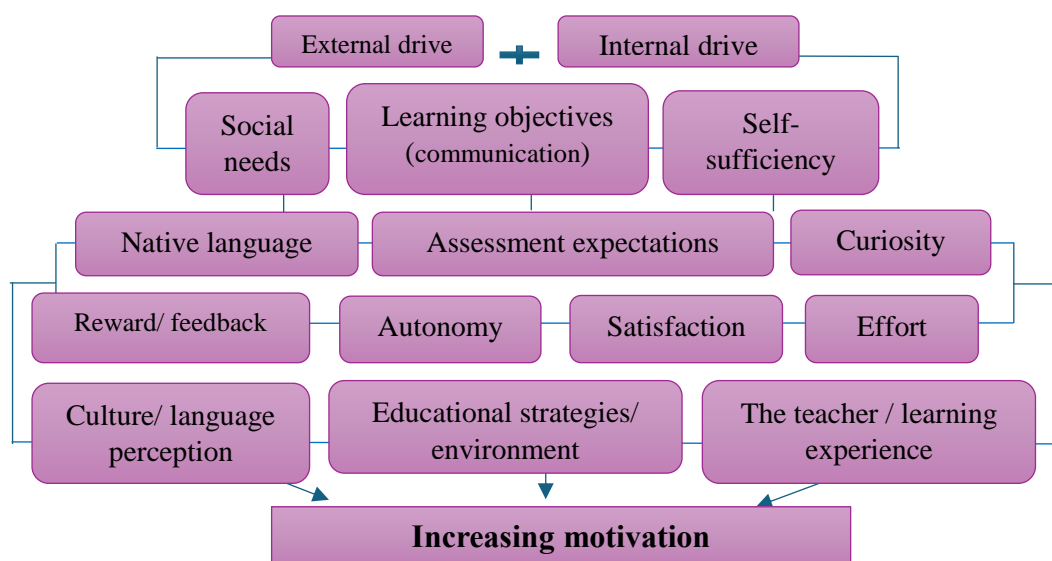 External drive
Internal drive
Social
needs
Learning objectives
(communication)
Self-
sufficiency
Native language
Assessment expectations
Curiosity
Reward/ feedback
Autonomy
Satisfaction
Effort
Culture/ language
perception
Educational strategies/
environment
The teacher / learning
experience
Increasing motivation